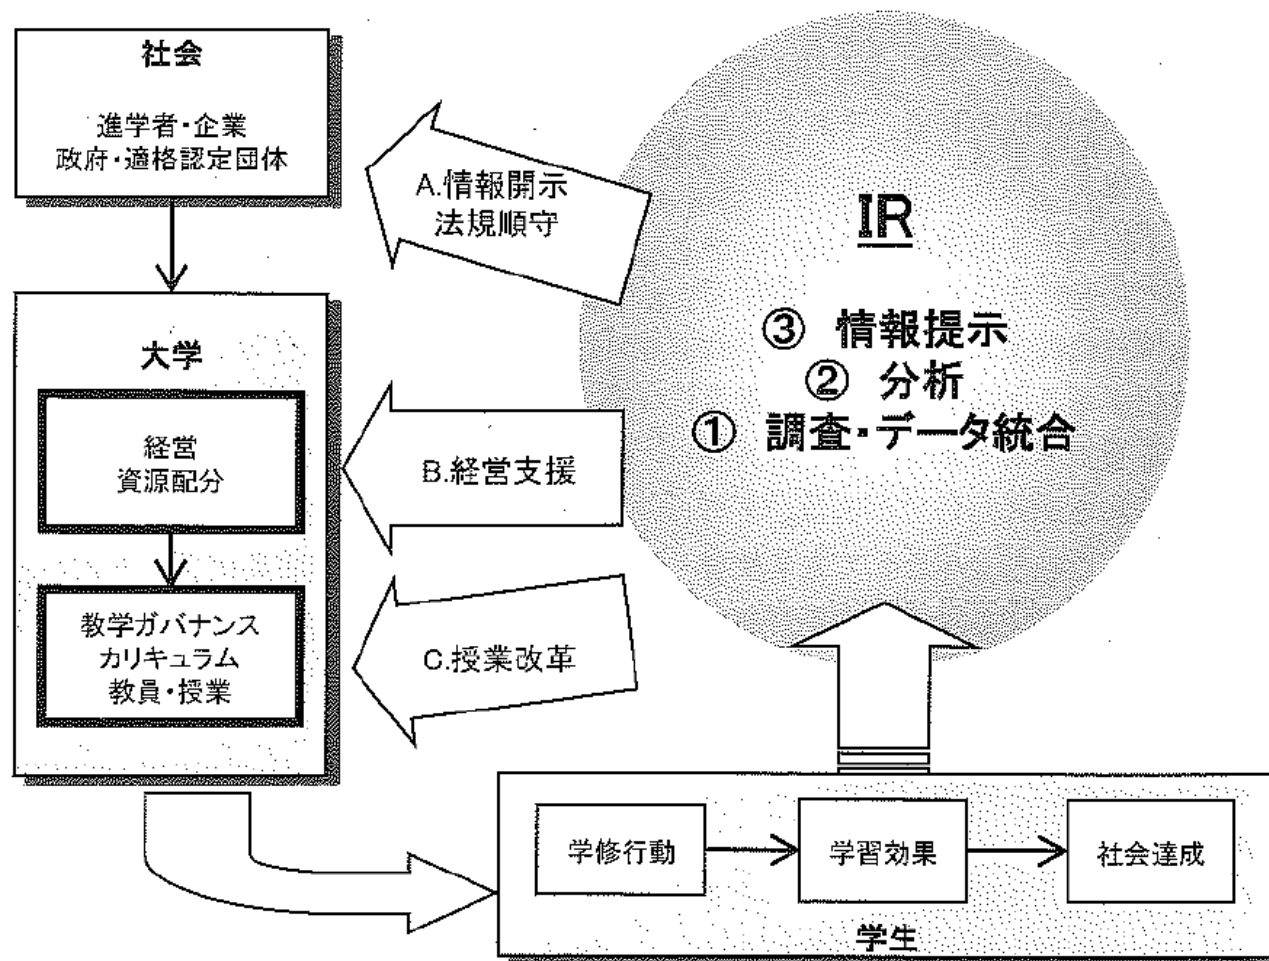 社会
進学者・企業
政府・適格認定団体
A.情報開示
法規順守
IR
③ 情報提示
② 分析
① 調査・データ統合
大学
経営
資源配分
B.経営支援
教学ガバナンス
カリキュラム
教員・授業
C.授業改革
学修行動
学習効果
社会達成
学生